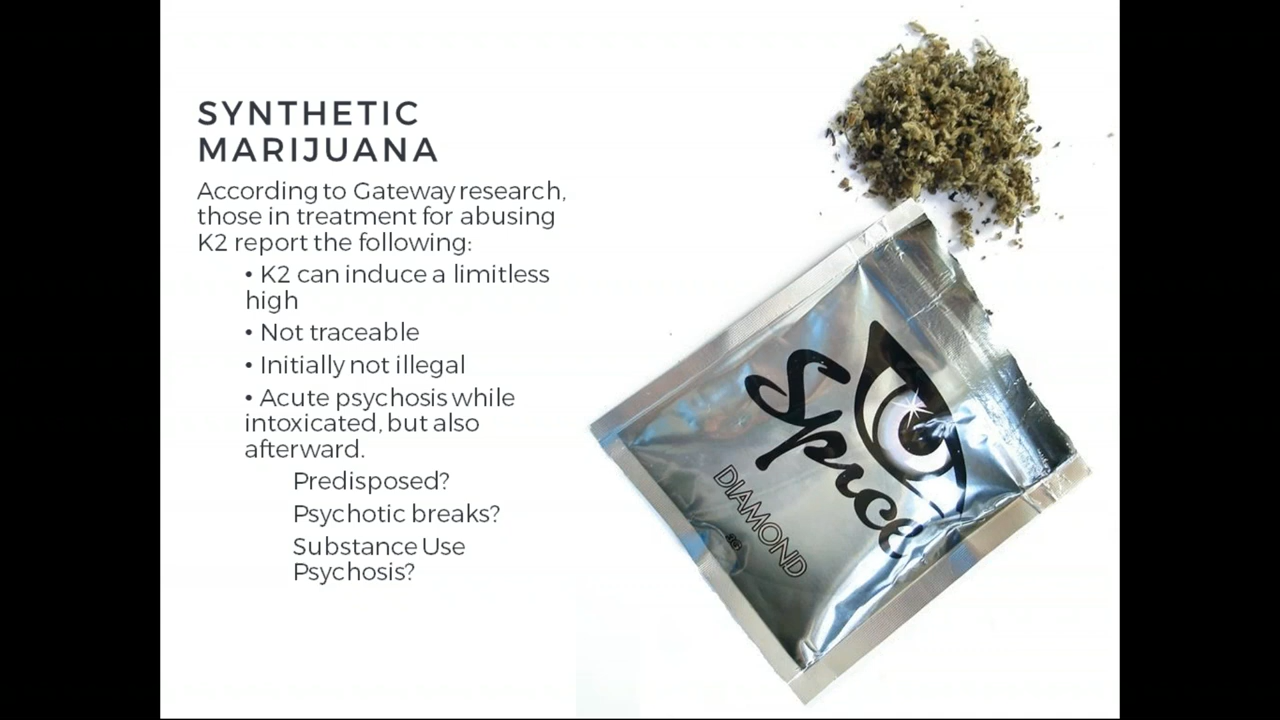 SYNTHETIC
MARIJUANA
According to Gateway research,
those in treatment for abusing
K2 report the following:
• K2 can induce a limitless
high
• Not traceable
• Initially not illegal
• Acute psychosis while
intoxicated, but also
afterward.
Predisposed?
Psychotic breaks?
Substance Use
Psychosis?
Spice
DIAMOND